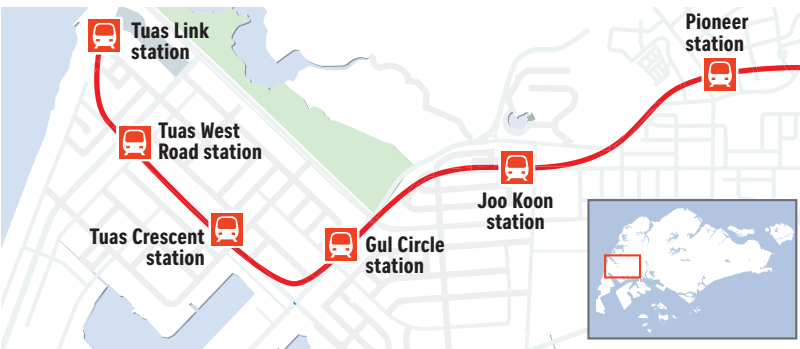 Tuas Link
station
Pioneer
station
Tuas West
Road station
Joo Koon
station
Tuas Crescent
station
Gul Circle
station